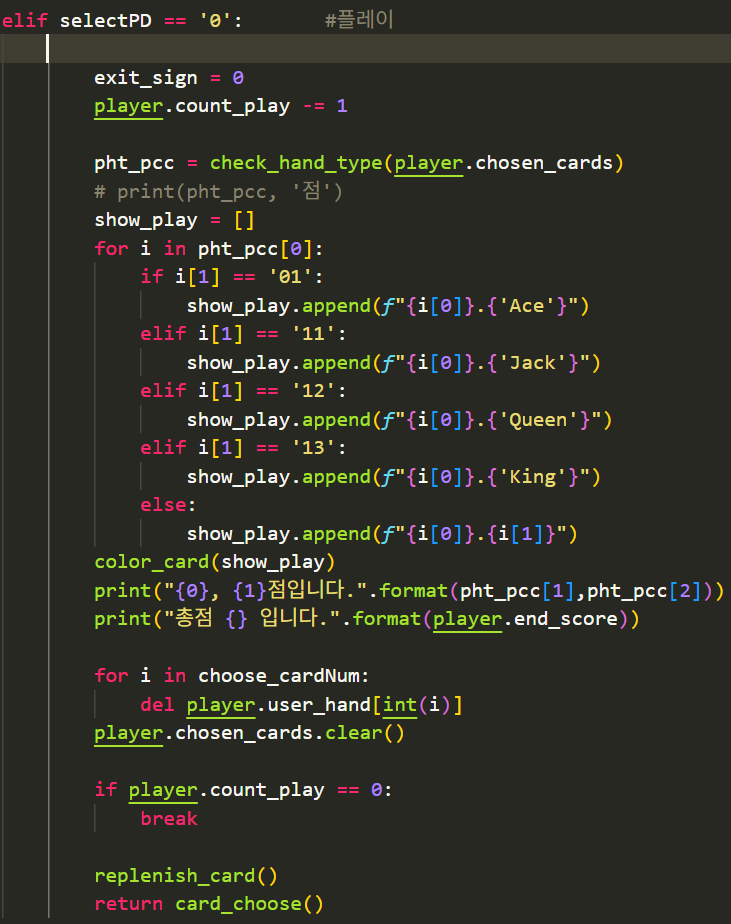 elif selectPD == '0':       #플레이
exit_sign = 0
player.count_play -= 1
pht_pcc = check_hand_type(player.chosen_cards)
# print(pht_pcc, '점')
show_play = []
for i in pht_pcc[0]:
if i[1] == '01':
show_play.append(f"{i[0]}.{'Ace'}")
elif i[1] == '11':
show_play.append(f"{i[0]}.{'Jack'}")
elif i[1] == '12':
show_play.append(f"{i[0]}.{'Queen'}")
elif i[1] == '13':
show_play.append(f"{i[0]}.{'King'}")
else:
show_play.append(f"{i[0]}.{i[1]}")
color_card(show_play)
print("{0}, {1}점입니다.".format(pht_pcc[1],pht_pcc[2]))
print("총점 {} 입니다.".format(player.end_score))
for i in choose_cardNum:
del player.user_hand[int(i)]
player.chosen_cards.clear()
if player.count_play == 0:
break
replenish_card()
return card_choose()